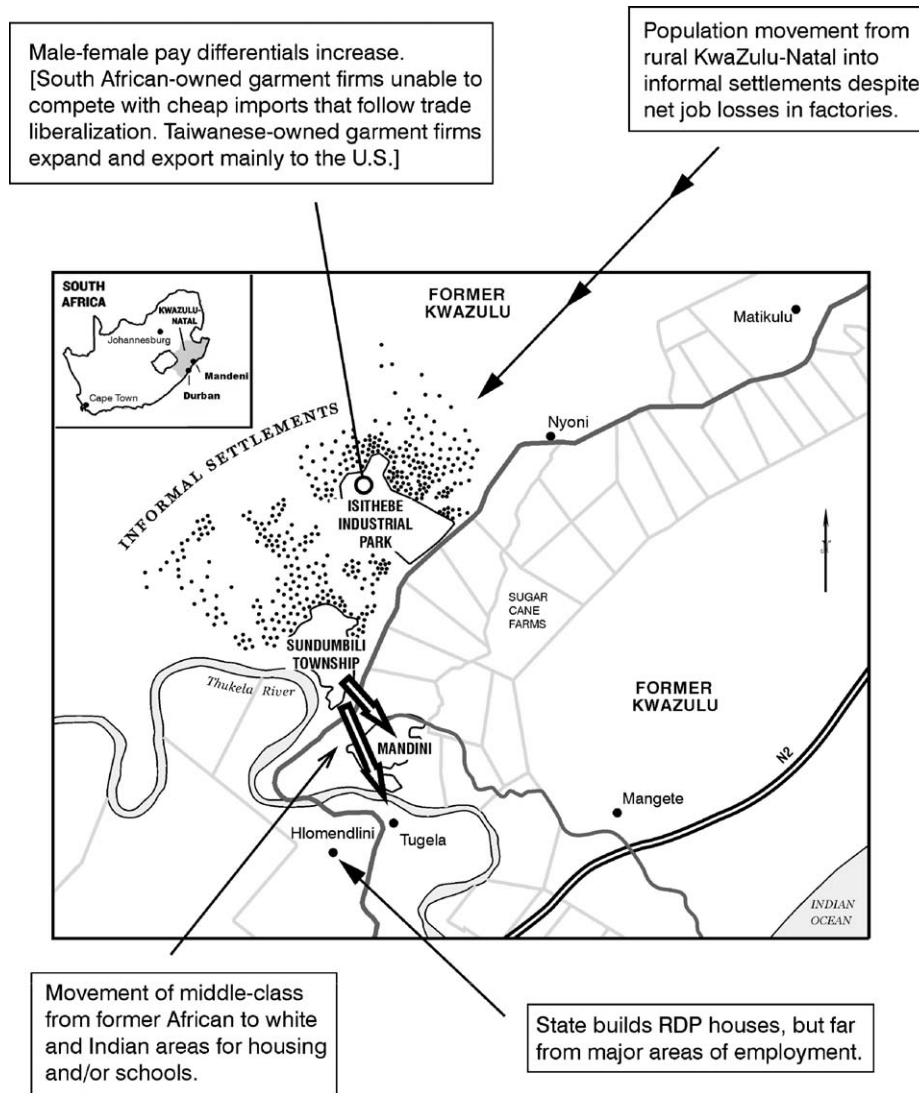 Male-female pay differentials increase.
[South African-owned garment firms unable to
compete with cheap imports that follow trade
liberalization. Taiwanese-owned garment firms
expand and export mainly to the U.S.]
Population movement from
rural KwaZulu-Natal into
informal settlements despite
net job losses in factories.
SOUTH
AFRICA
KWAZULU-
NATAL
Johannesburg
Mandeni
Durban
Cape Town
FORMER
KWAZULU
Matikulu
Nyoni
INFORMAL SETTLEMENTS
ISITHEBE
INDUSTRIAL
PARK
SUGAR
CANE
FARMS
SUNDUMBILI
TOWNSHIP
Thukela River
FORMER
KWAZULU
MANDINI
N2
Mangete
Hlomendlini
Tugela
INDIAN
OCEAN
Movement of middle-class
from former African to white
and Indian areas for housing
and/or schools.
State builds RDP houses, but far
from major areas of employment.